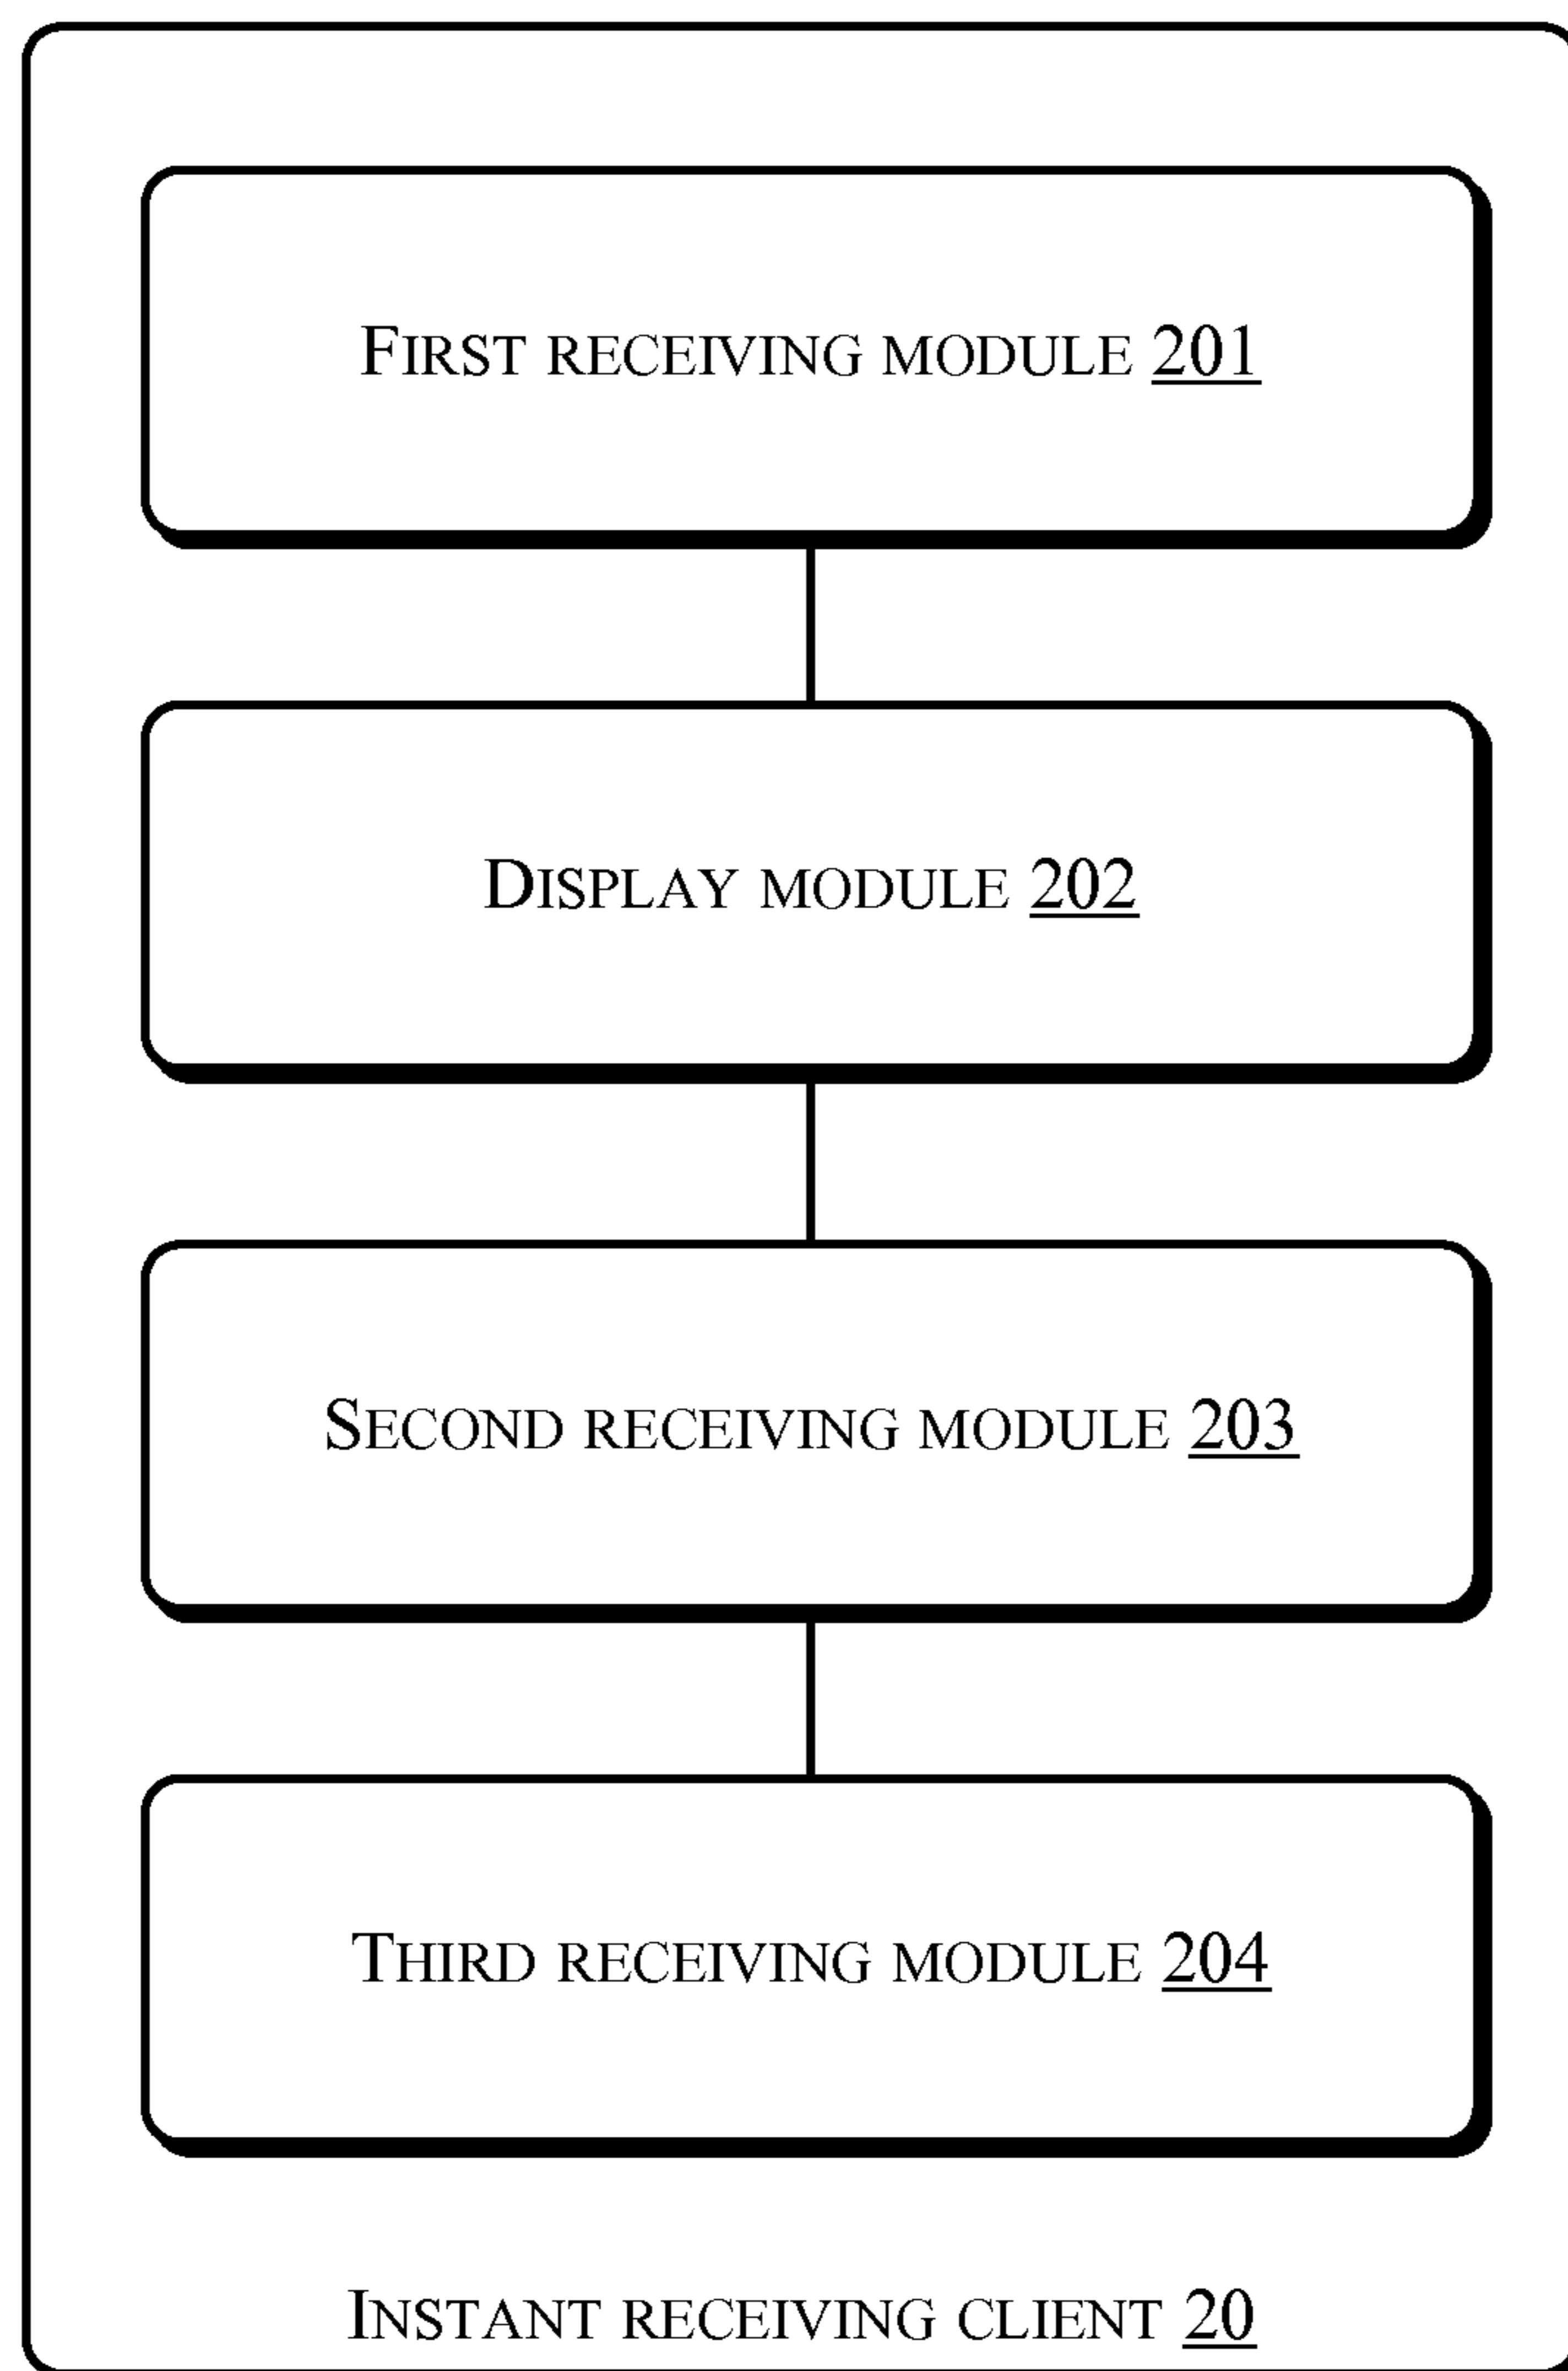 First receiving module 201
Display module 202
Second receiving module 203
Third receiving module 204
Instant receiving client 20